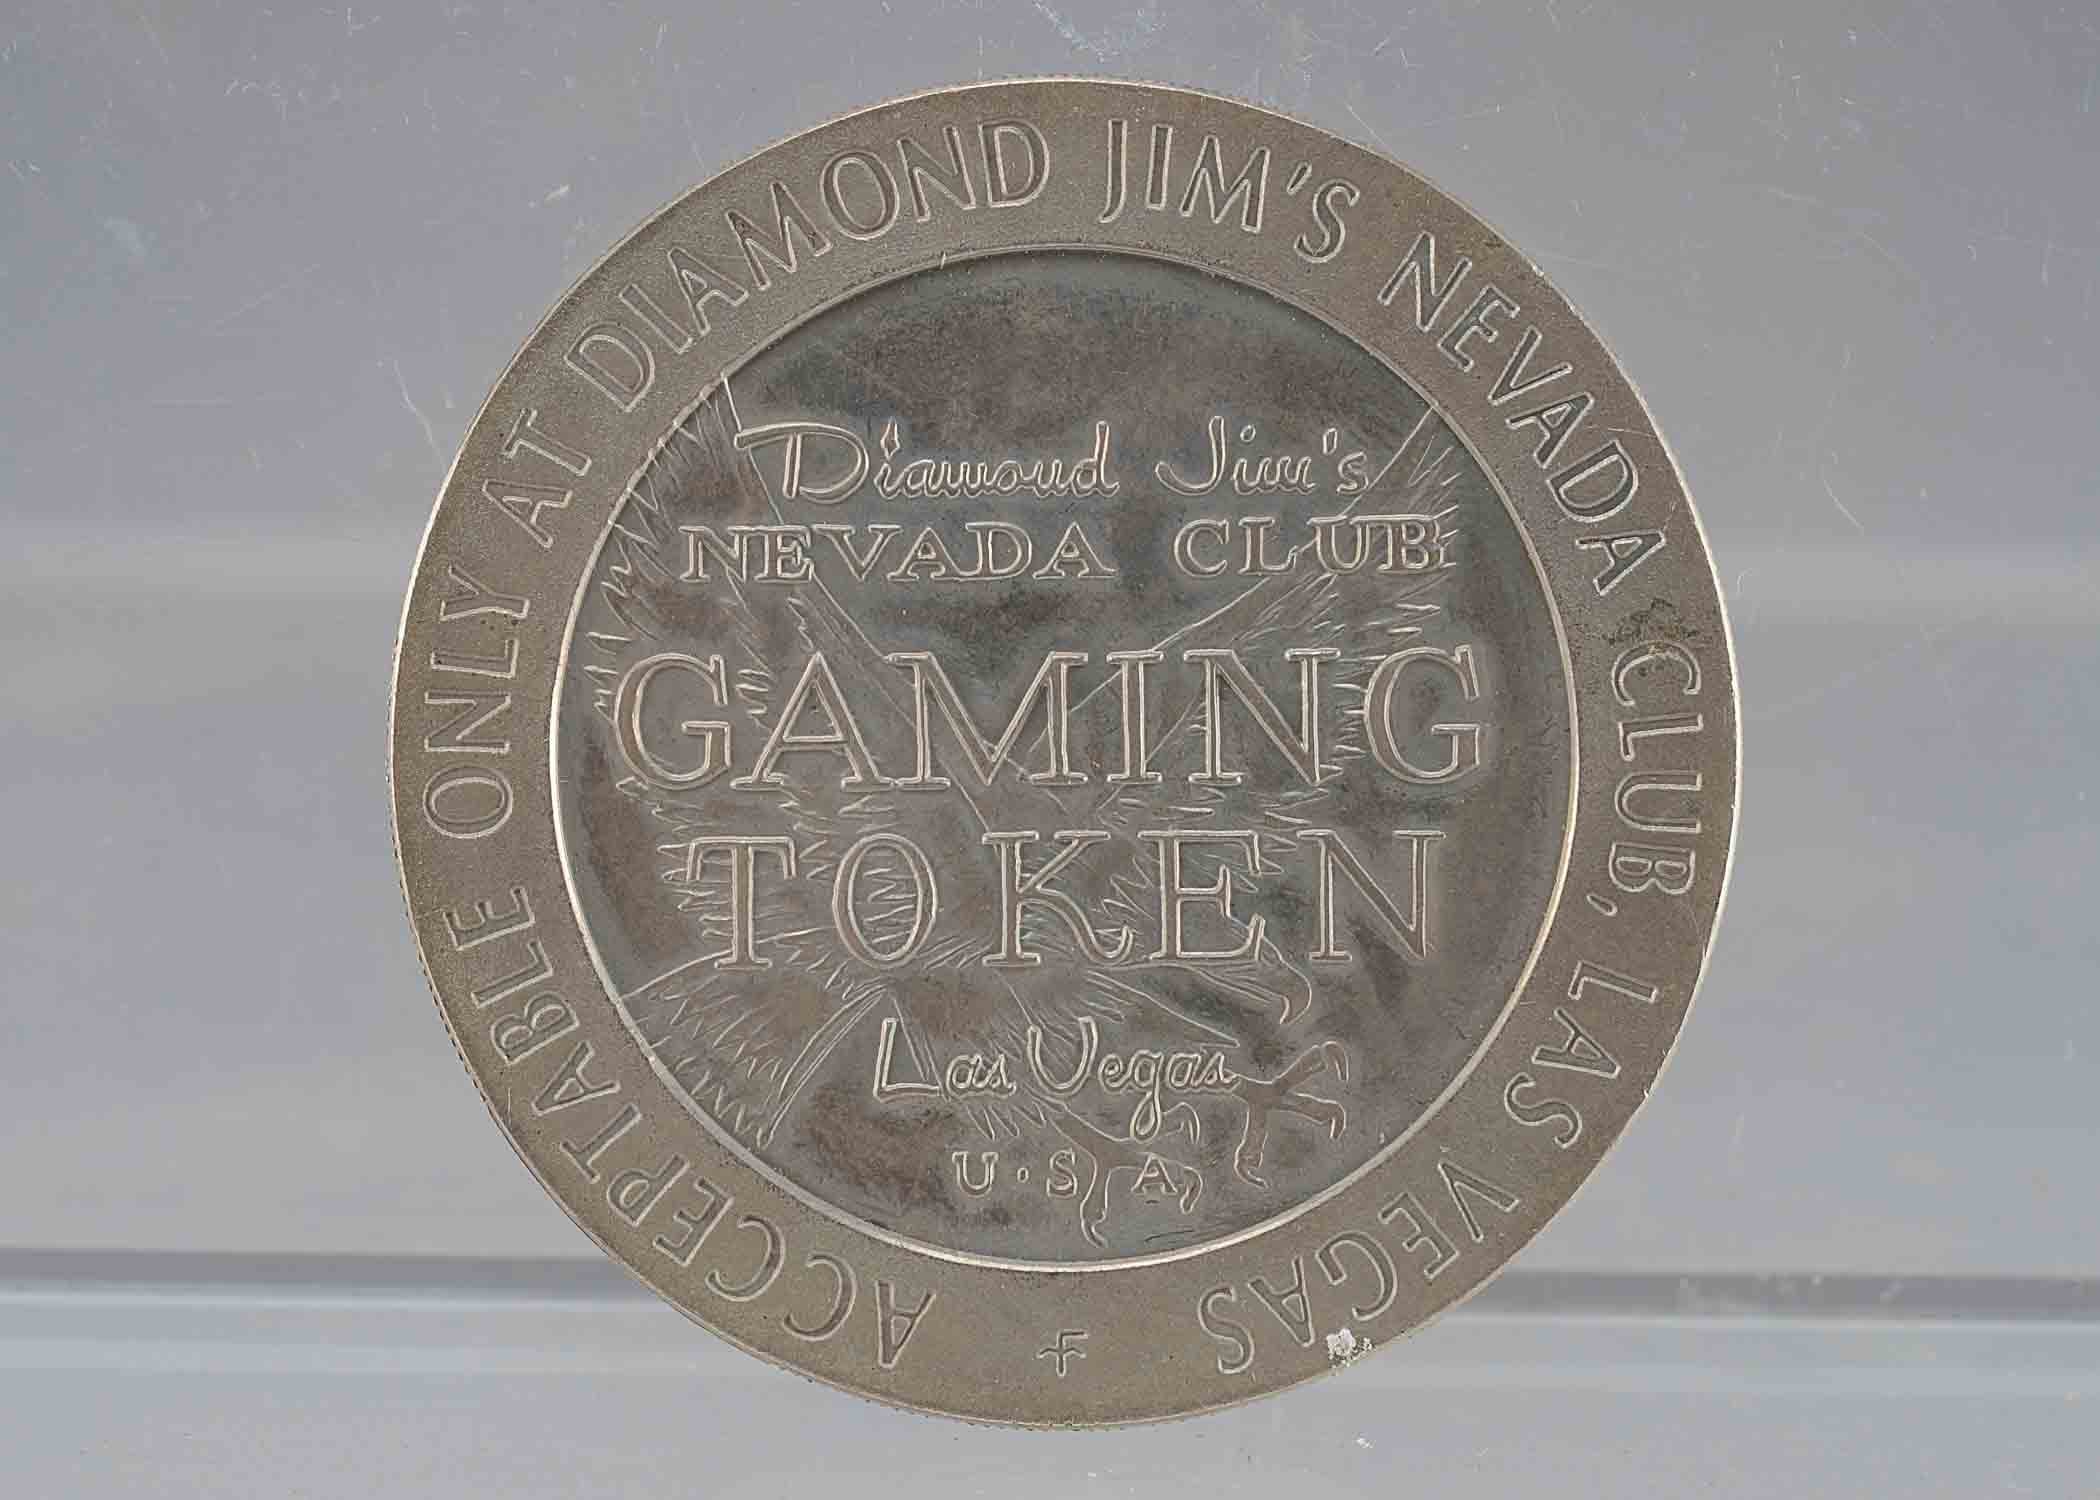 ACCEPTABLE ONLY AT DIAMOND JIM'S NEVADA CLUB, LAS VEGAS
Diamond Jim's
NEVADA CLUB
GAMING
TOKEN
Las Vegas
U·S·A
F